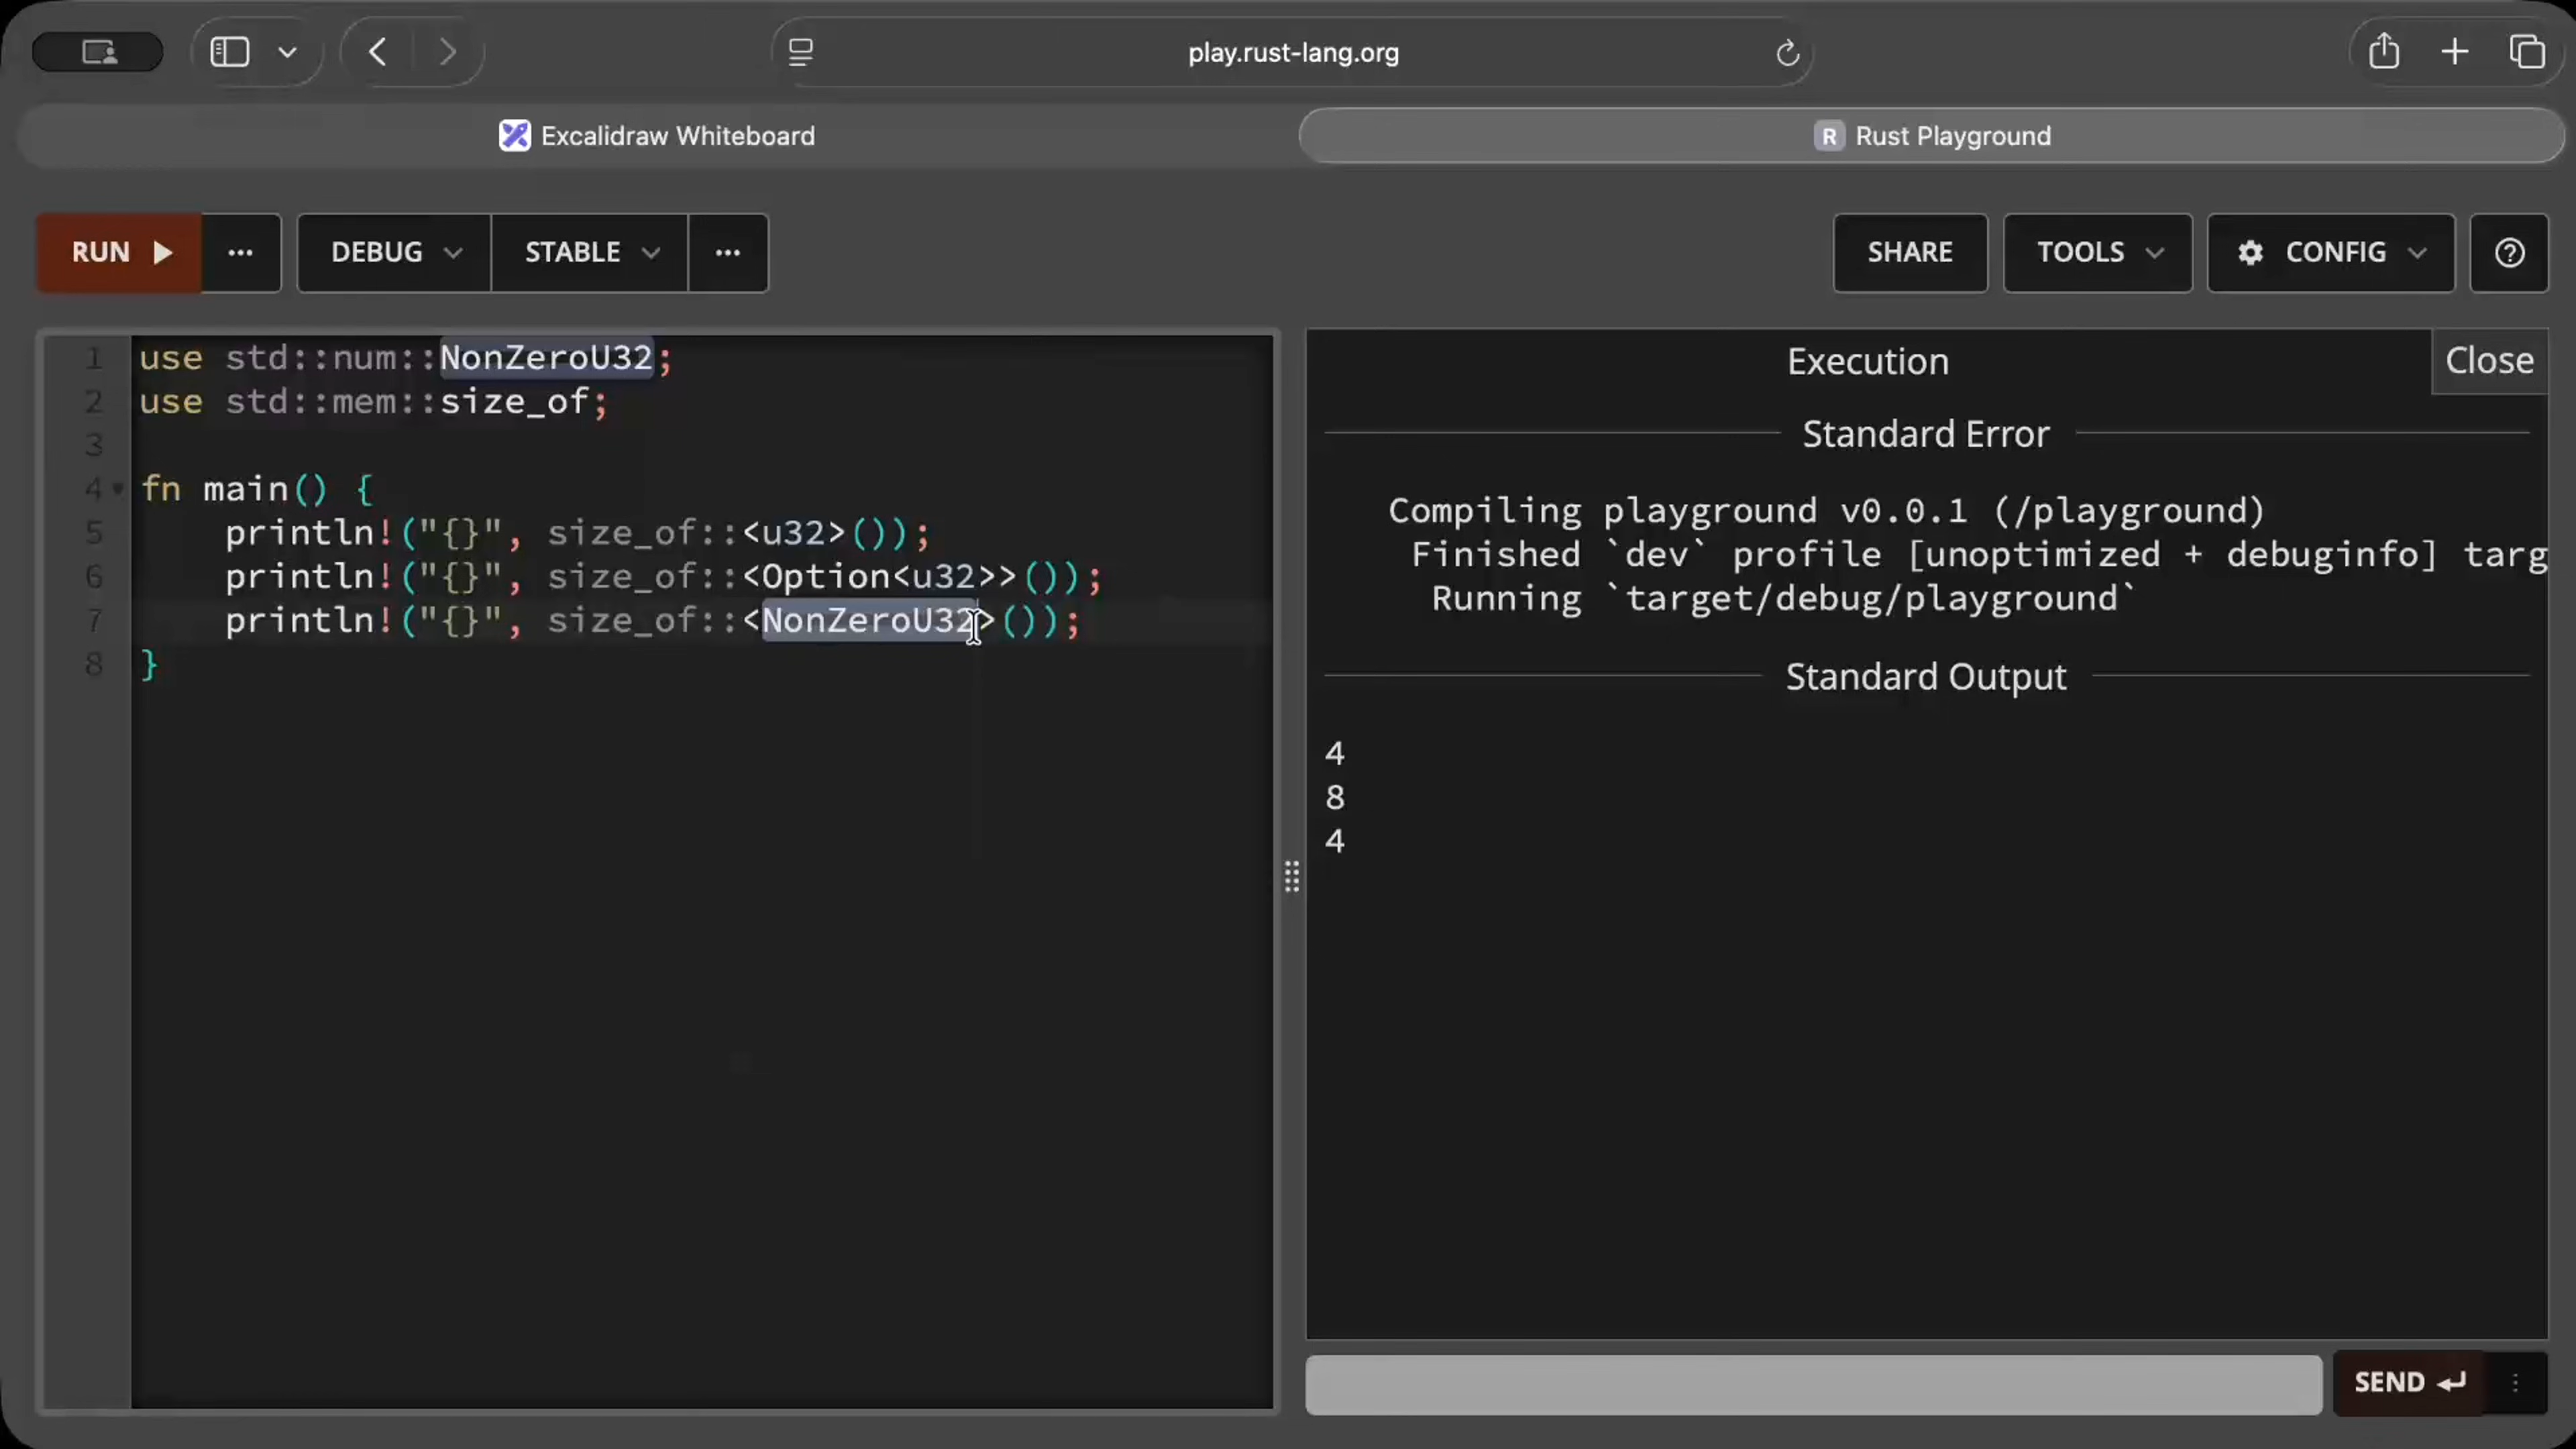 play.rust-lang.org
Excalidraw Whiteboard
R Rust Playground
RUN
DEBUG
STABLE
SHARE
TOOLS
CONFIG
1 use std::num::NonZeroU32;
2 use std::mem::size_of;
3
4 fn main() {
5     println!("{}", size_of::<u32>());
6     println!("{}", size_of::<Option<u32>>());
7     println!("{}", size_of::<NonZeroU32>());
8 }
Execution
Close
Standard Error
Compiling playground v0.0.1 (/playground)
Finished `dev` profile [unoptimized + debuginfo] targ
Running `target/debug/playground`
Standard Output
4
8
4
SEND